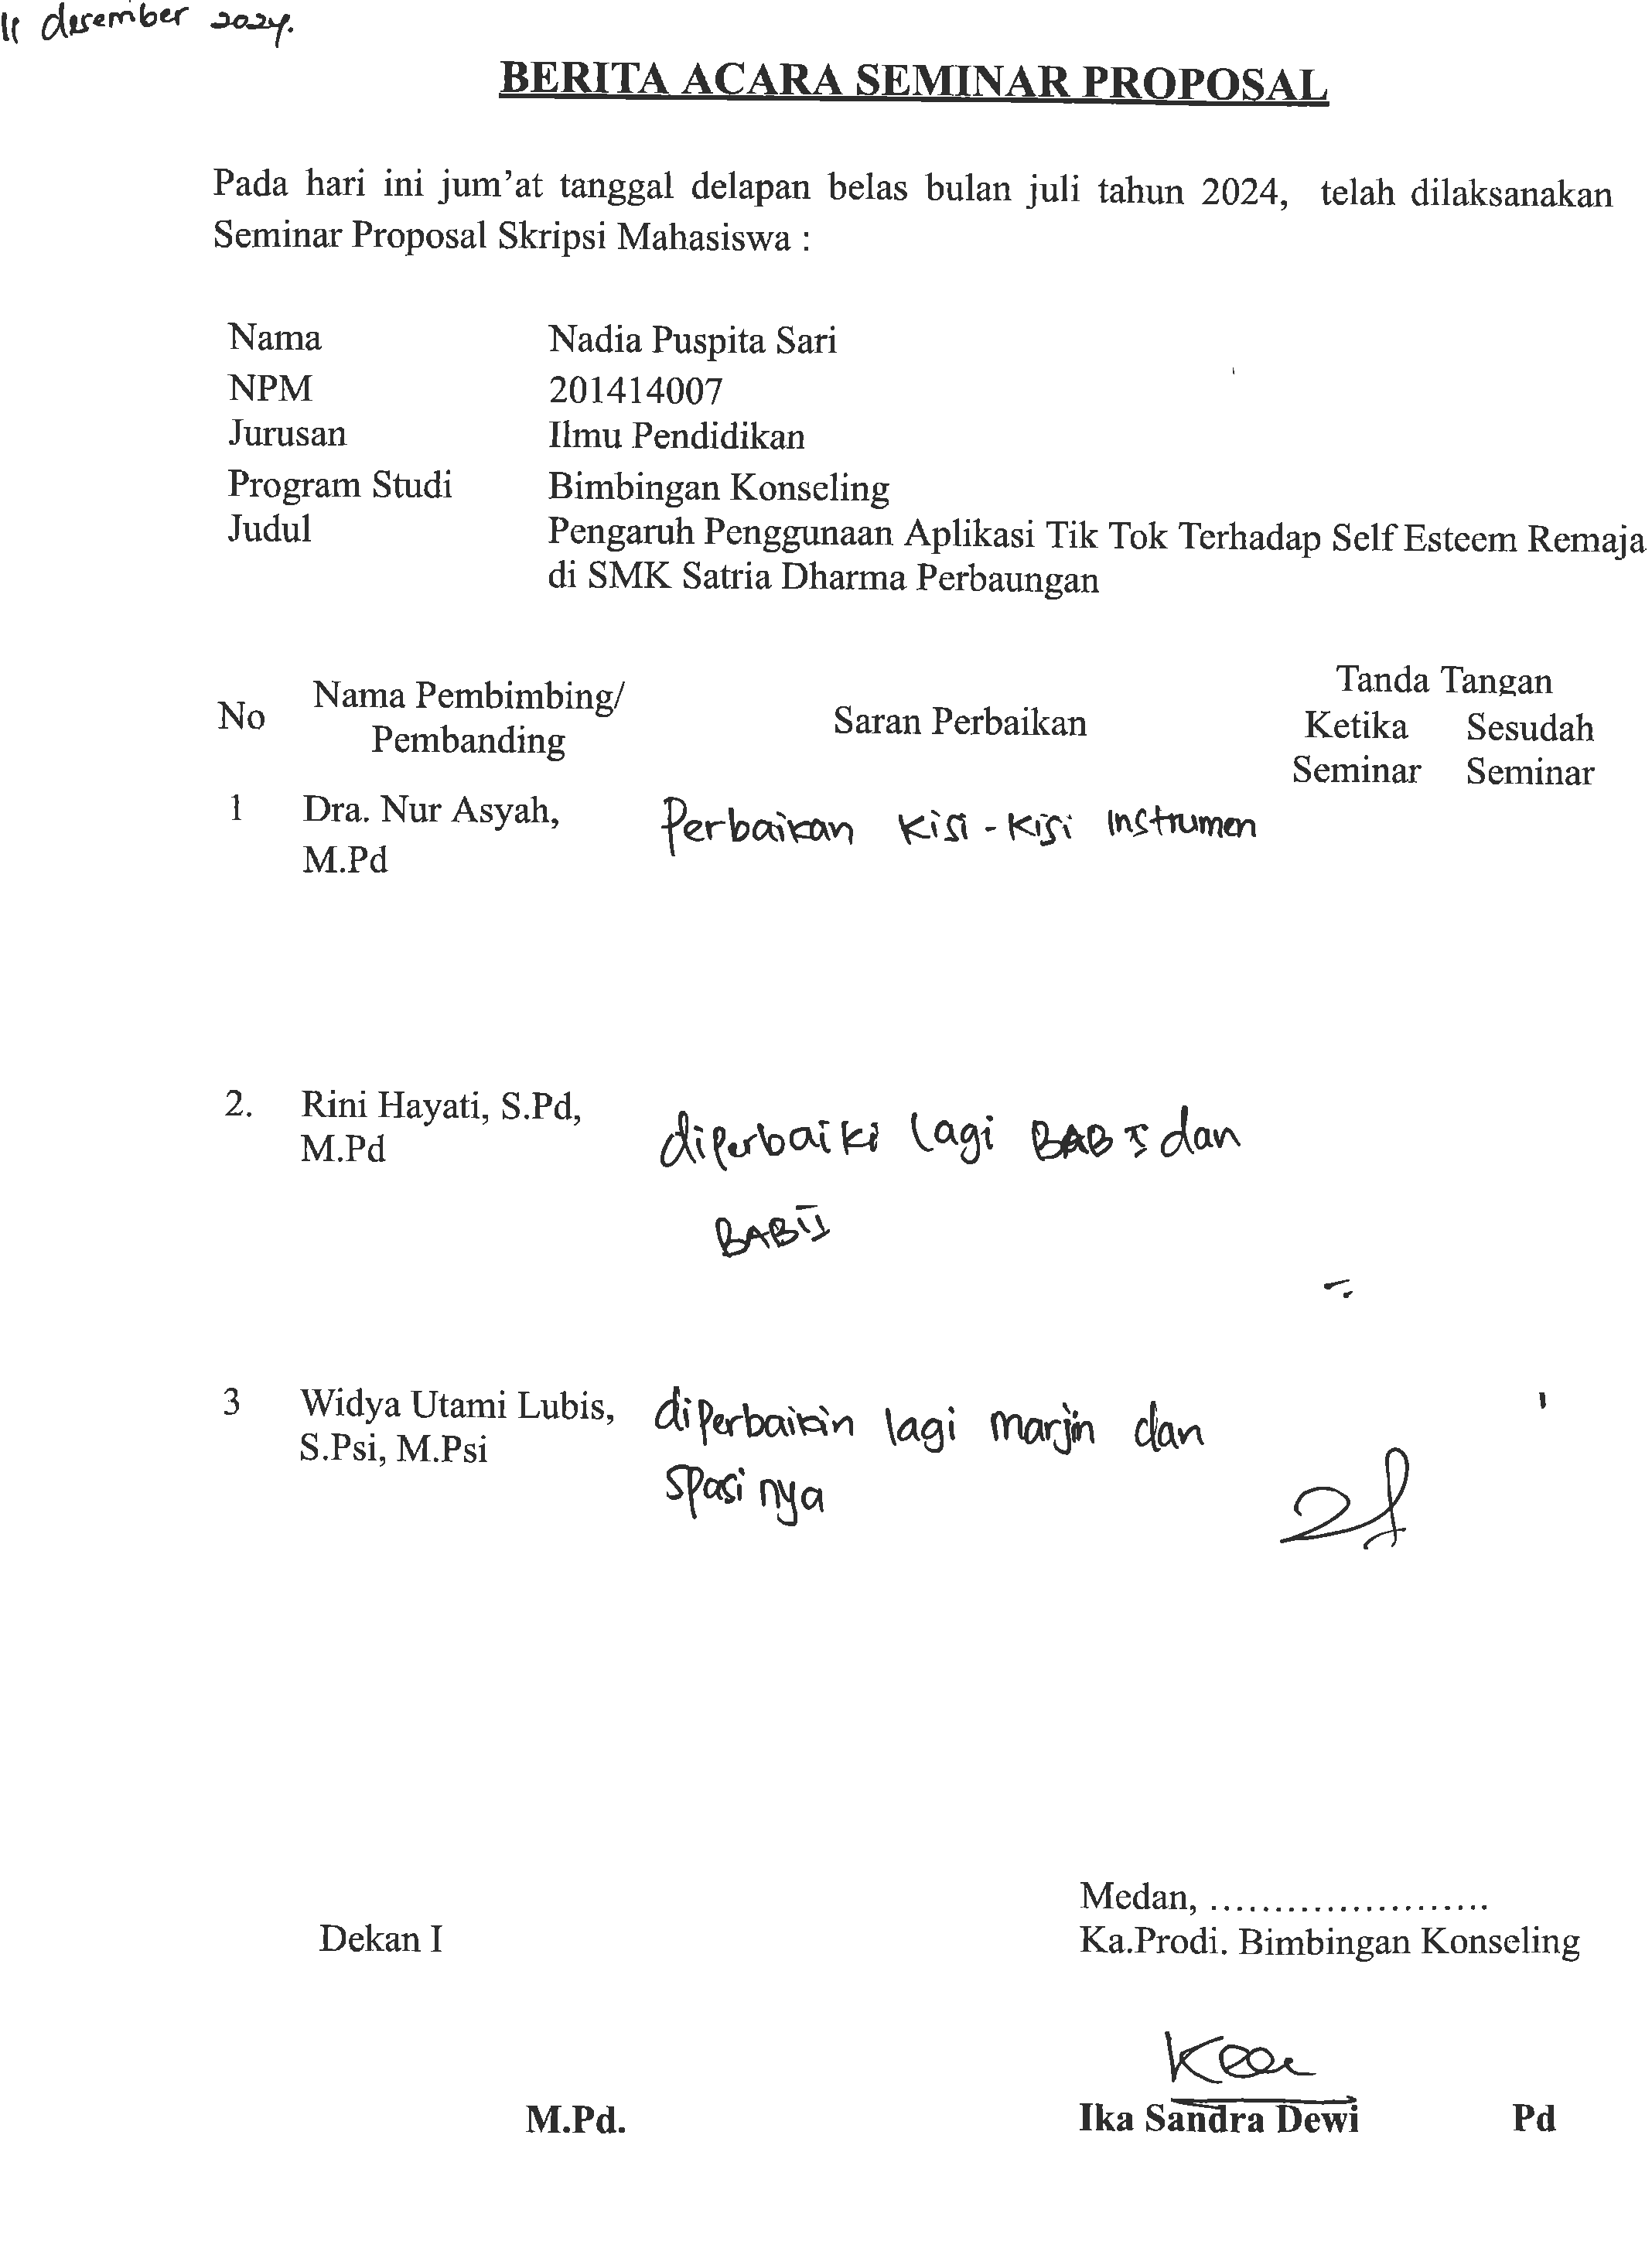 11 desember 2024.
BERITA ACARA SEMINAR PROPOSAL
Pada hari ini jum’at tanggal delapan belas bulan juli tahun 2024, telah dilaksanakan
Seminar Proposal Skripsi Mahasiswa :
Nama Nadia Puspita Sari
NPM 201414007
Jurusan Ilmu Pendidikan
Program Studi Bimbingan Konseling
Judul Pengaruh Penggunaan Aplikasi Tik Tok Terhadap Self Esteem Remaja
di SMK Satria Dharma Perbaungan
No Nama Pembimbing/ Pembanding Saran Perbaikan Tanda Tangan
Ketika Seminar Sesudah Seminar
1 Dra. Nur Asyah, Perbaikan Kisi-Kisi Instrumen
M.Pd
2. Rini Hayati, S.Pd, diperbaiki lagi BAB I dan
M.Pd
BAB II
3 Widya Utami Lubis, diperbaikin lagi marjin dan
S.Psi, M.Psi spasi nya
Medan, ......................
Dekan I Ka.Prodi. Bimbingan Konseling
M.Pd. Ika Sandra Dewi Pd